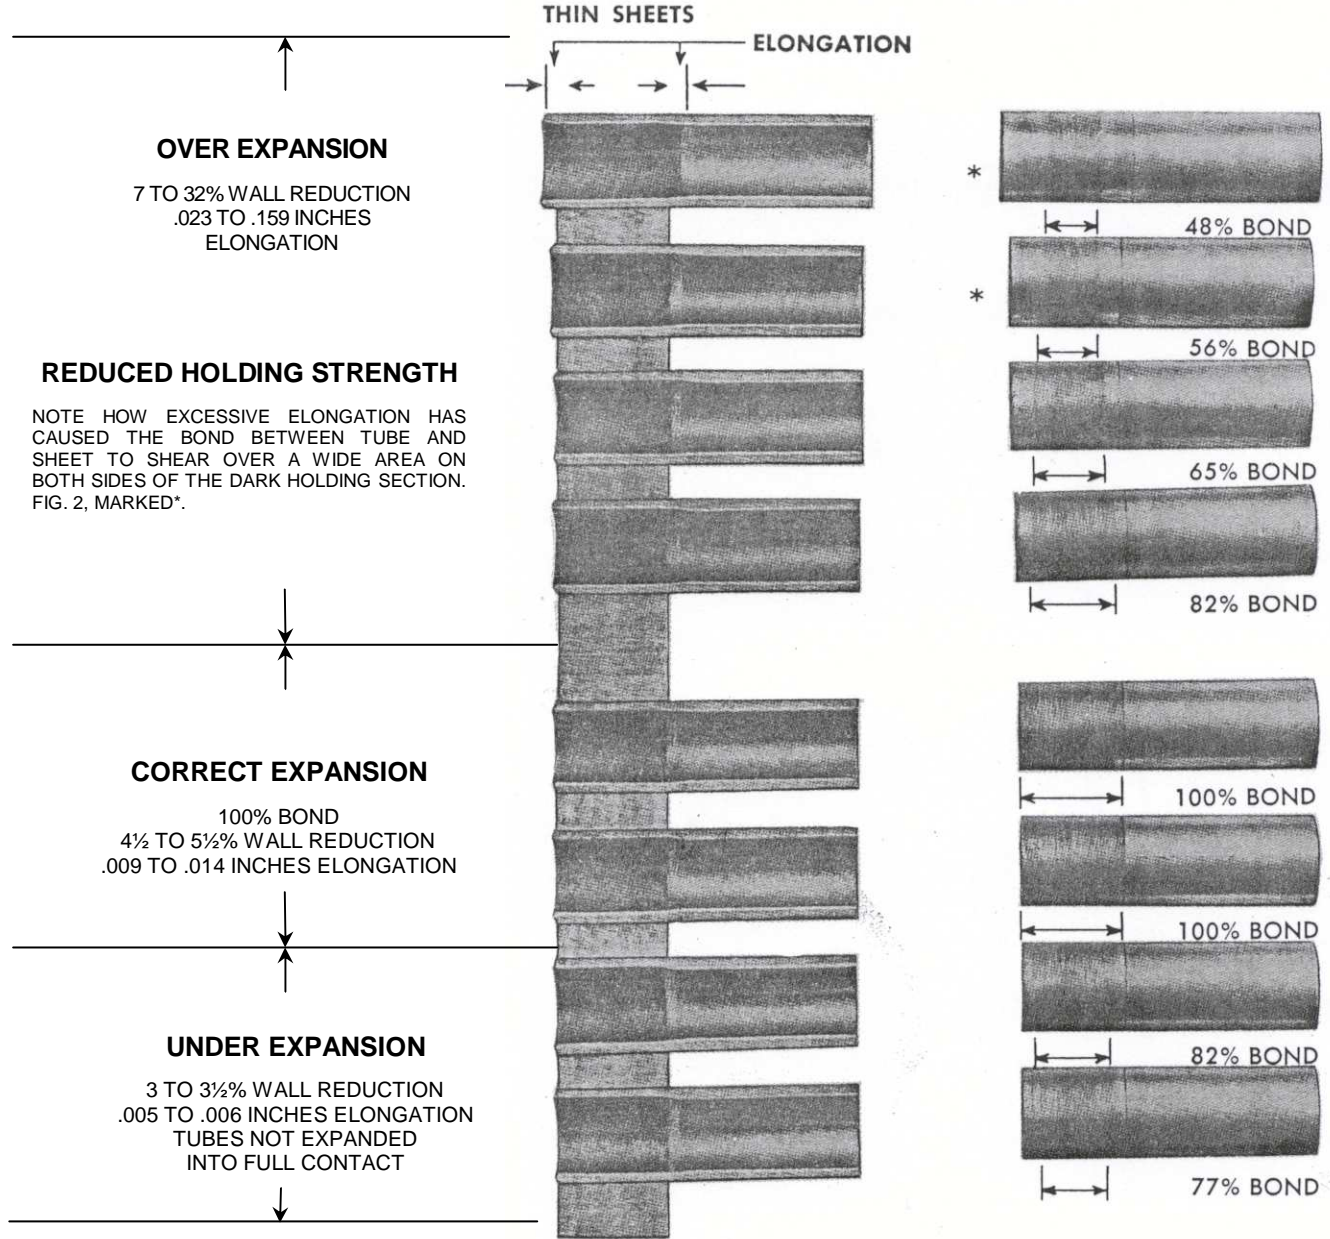 THIN SHEETS
ELONGATION
OVER EXPANSION
7 TO 32% WALL REDUCTION
.023 TO .159 INCHES
ELONGATION
REDUCED HOLDING STRENGTH
NOTE HOW EXCESSIVE ELONGATION HAS
CAUSED THE BOND BETWEEN TUBE AND
SHEET TO SHEAR OVER A WIDE AREA ON
BOTH SIDES OF THE DARK HOLDING SECTION.
FIG. 2, MARKED*.
CORRECT EXPANSION
100% BOND
4½ TO 5½% WALL REDUCTION
.009 TO .014 INCHES ELONGATION
UNDER EXPANSION
3 TO 3½% WALL REDUCTION
.005 TO .006 INCHES ELONGATION
TUBES NOT EXPANDED
INTO FULL CONTACT
*
48% BOND
*
56% BOND
65% BOND
82% BOND
100% BOND
100% BOND
82% BOND
77% BOND